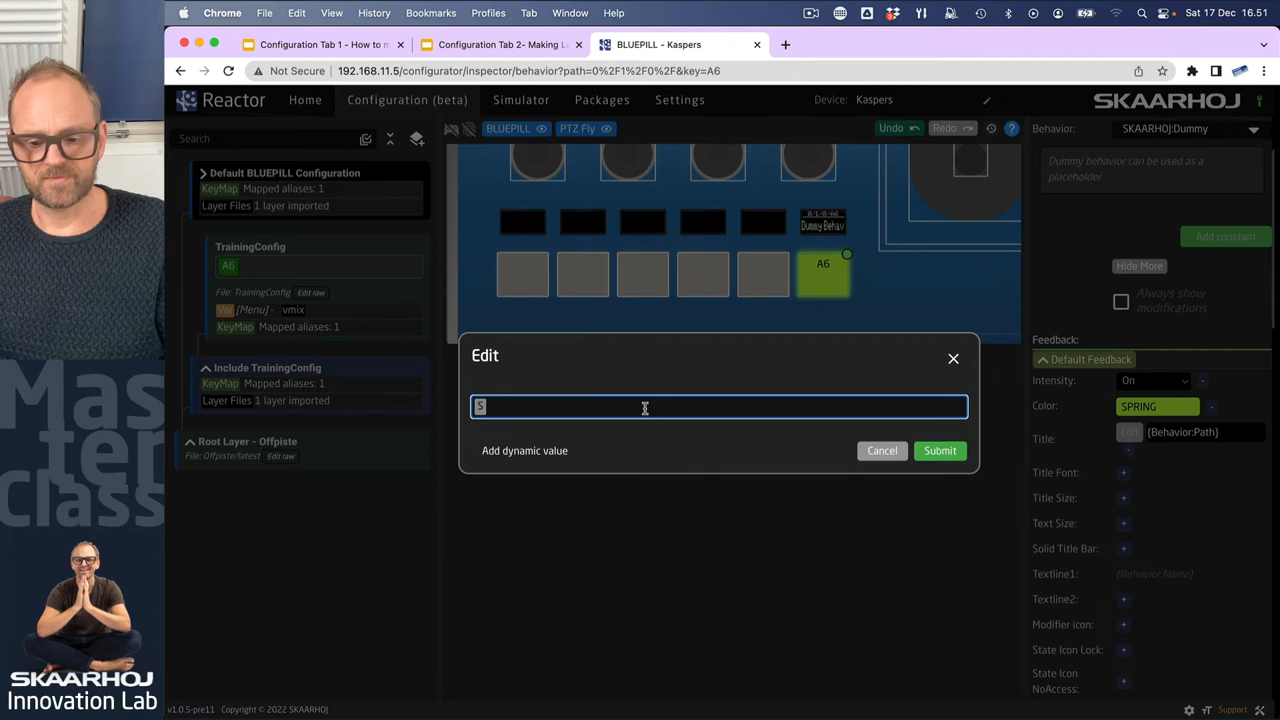 Chrome File Edit View History Bookmarks Profiles Tab Window Help Sat 17 Dec 16.51
Configuration Tab 1 - How to m
Configuration Tab 2- Making L
BLUEPILL - Kaspers
Not Secure 192.168.11.5/configurator/inspector/behavior?path=0%2F1%2F0%2F&key=A6
Reactor Home Configuration (beta) Simulator Packages Settings Device: Kaspers SKAARHOJ
Search
BLUEPILL PTZ Fly Undo Redo ?
Behavior: SKAARHOJ:Dummy
Dummy behavior can be used as a
placeholder
Add constant
Hide More
Always show
modifications
Default BLUEPILL Configuration
KeyMap Mapped aliases: 1
Layer Files 1 layer imported
TrainingConfig
A6
File: TrainingConfig Edit raw
Var [Menu] - vmix
KeyMap Mapped aliases: 1
Include TrainingConfig
KeyMap Mapped aliases: 1
Layer Files 1 layer imported
Root Layer - Offpiste
File: Offpiste/latest Edit raw
0/1/0/A6
Dummy Behav
A6
Edit
S
Add dynamic value
Cancel
Submit
Feedback:
Default Feedback
Intensity: On -
Color: SPRING -
Title: Edit {Behavior:Path}
-
Title Font: +
Title Size: +
Text Size: +
Solid Title Bar: +
Textline1: {Behavior:Name}
Textline2: +
Modifier icon: +
State Icon Lock: +
State Icon
NoAccess: +
Mas
ter
Class
SKAARHOJ
Innovation Lab
v1.0.5-pre11 Copyright © 2022 SKAARHOJ
Support